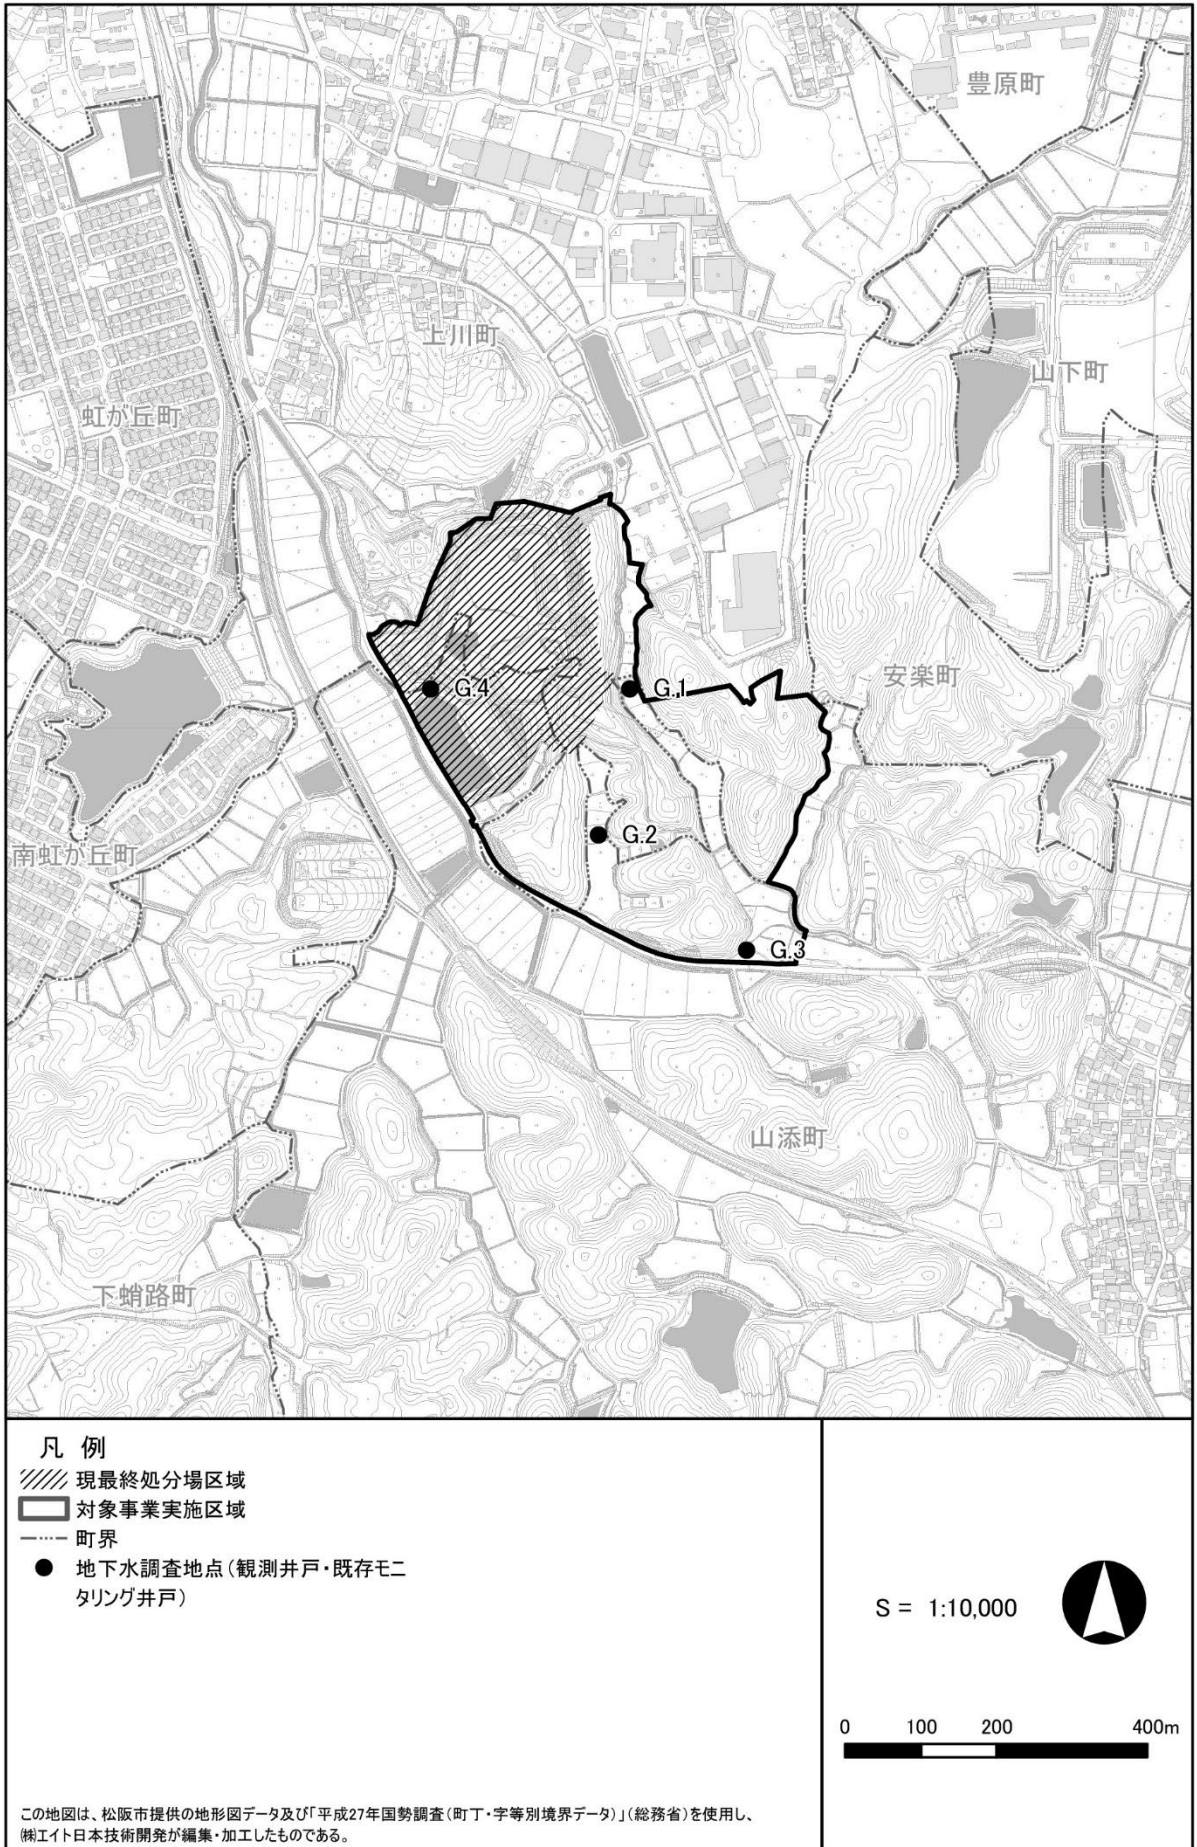 豊原町
上川町
山下町
虹が丘町
安楽町
G.4
G.1
G.2
南虹が丘町
G.3
山添町
下蛸路町
凡 例
現最終処分場区域
対象事業実施区域
町界
地下水調査地点(観測井戸・既存モニ
タリング井戸)
S = 1:10,000
0 100 200 400m
この地図は、松阪市提供の地形図データ及び「平成27年国勢調査(町丁・字等別境界データ)」(総務省)を使用し、
㈱エイト日本技術開発が編集・加工したものである。